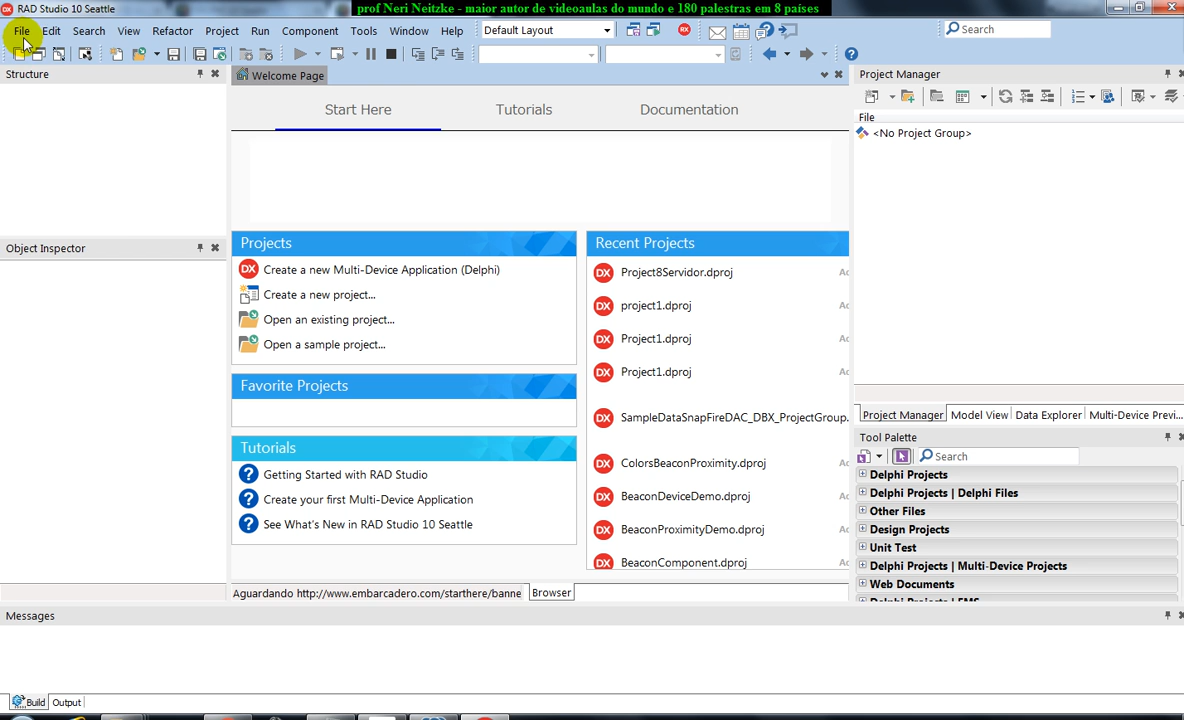 RAD Studio 10 Seattle
prof Neri Neitzke - maior autor de videoaulas do mundo e 180 palestras em 8 países
File Edit Search View Refactor Project Run Component Tools Window Help
Default Layout
Search
Structure
Welcome Page
Project Manager
Start Here
Tutorials
Documentation
File
<No Project Group>
Object Inspector
Projects
Create a new Multi-Device Application (Delphi)
Create a new project...
Open an existing project...
Open a sample project...
Favorite Projects
Tutorials
Getting Started with RAD Studio
Create your first Multi-Device Application
See What's New in RAD Studio 10 Seattle
Recent Projects
Project8Servidor.dproj
project1.dproj
Project1.dproj
Project1.dproj
SampleDataSnapFireDAC_DBX_ProjectGroup.
ColorsBeaconProximity.dproj
BeaconDeviceDemo.dproj
BeaconProximityDemo.dproj
BeaconComponent.dproj
Project Manager Model View Data Explorer Multi-Device Previ...
Tool Palette
Search
Delphi Projects
Delphi Projects | Delphi Files
Other Files
Design Projects
Unit Test
Delphi Projects | Multi-Device Projects
Web Documents
Aguardando http://www.embarcadero.com/starthere/banne
Browser
Messages
Build Output